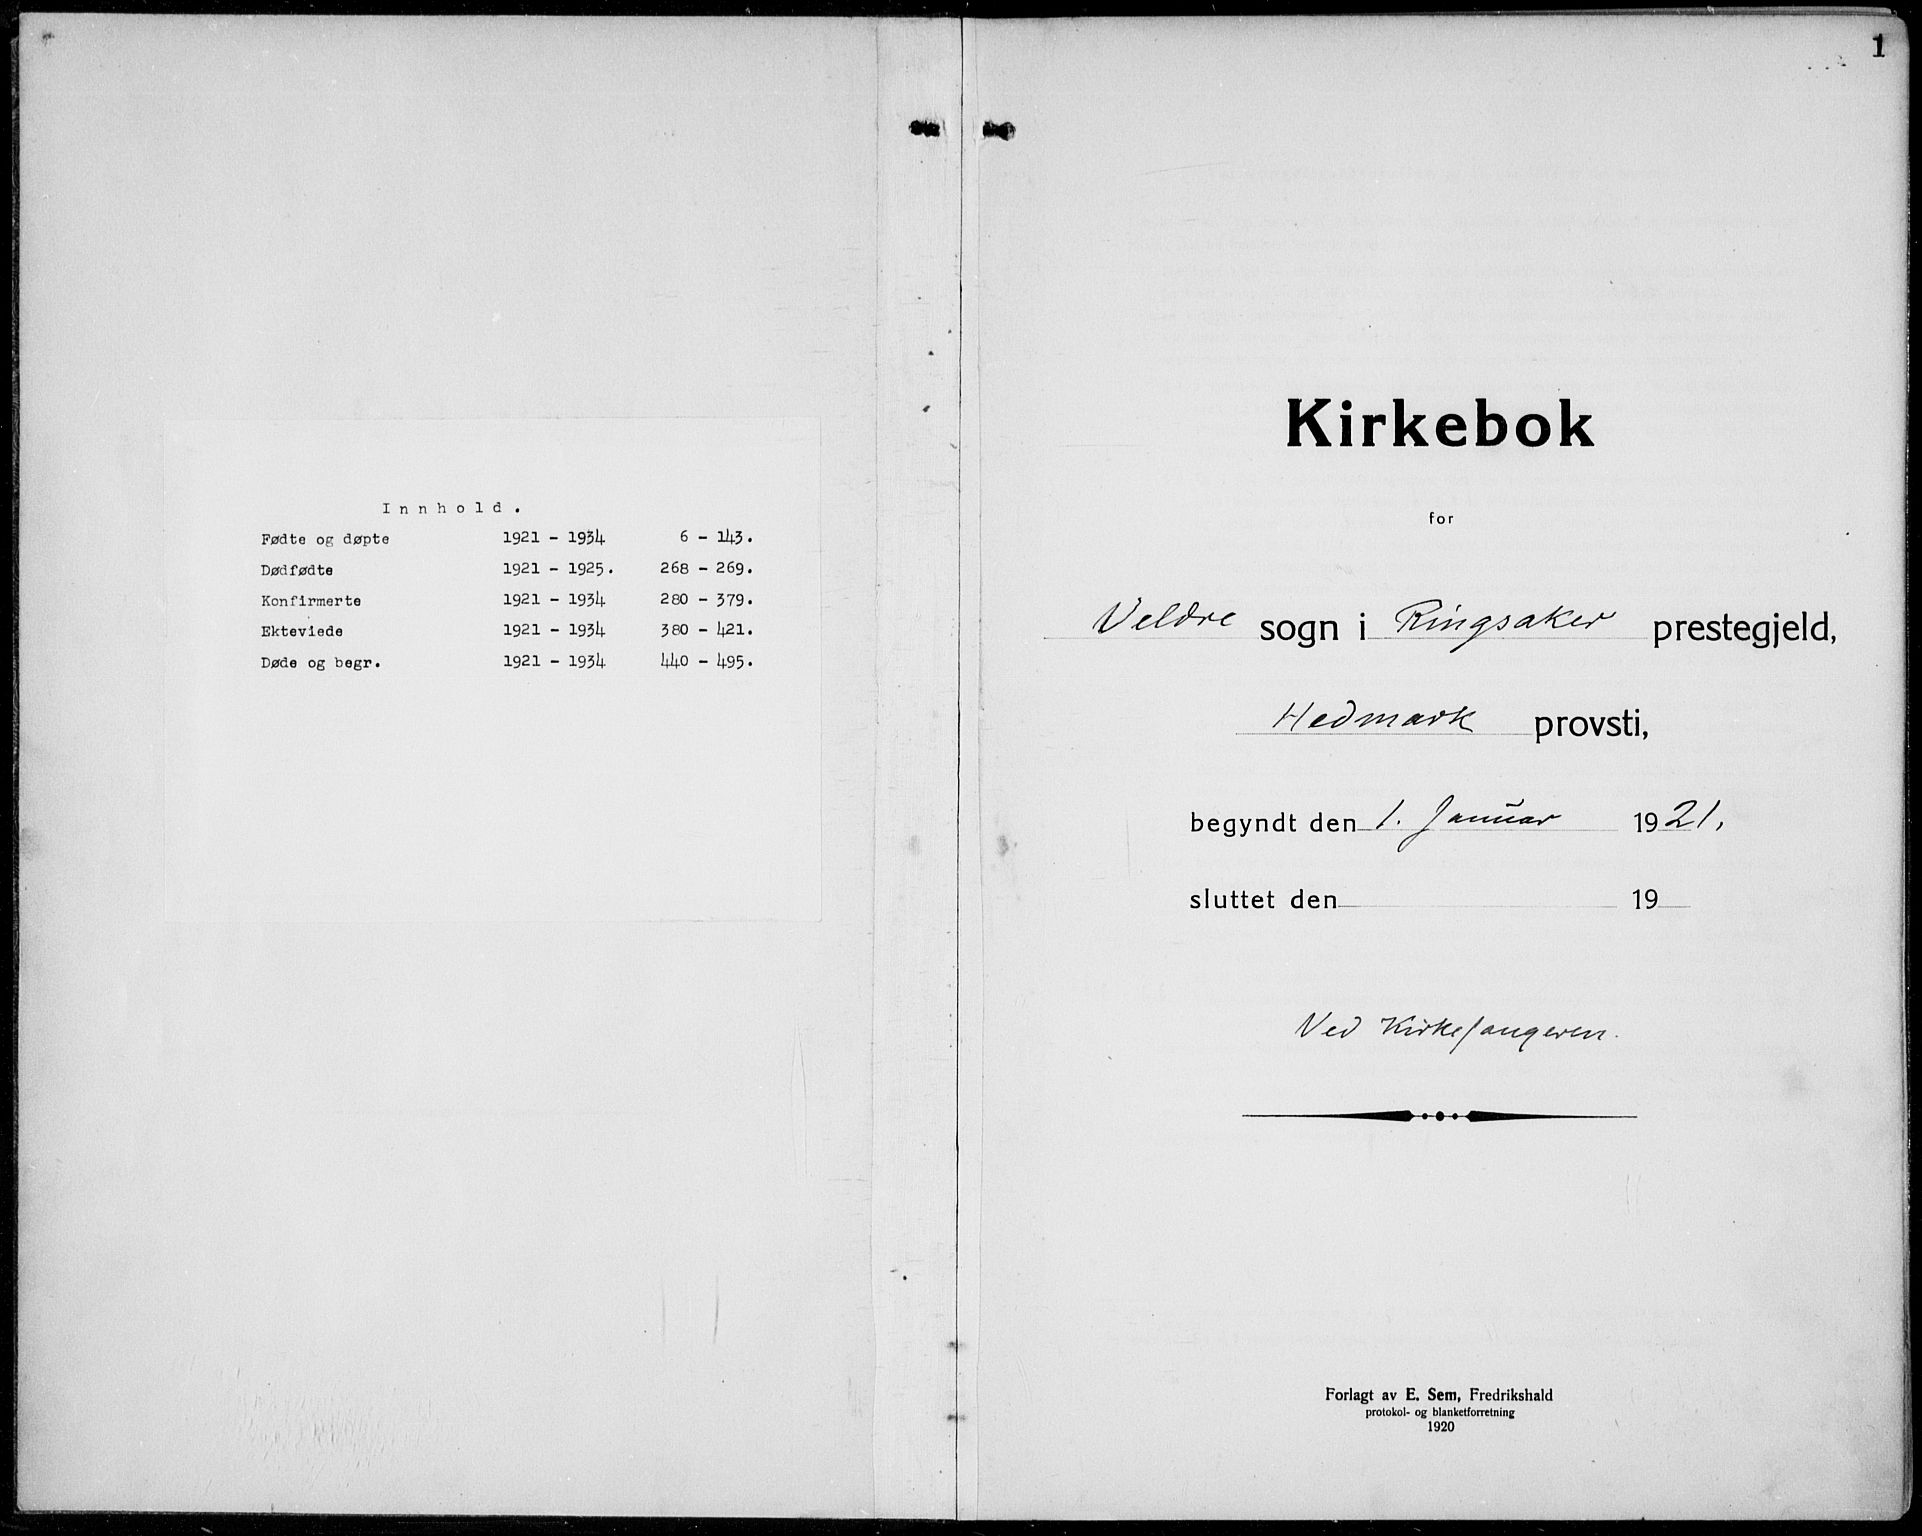 Innhold.
Fødte og døpte 1921 - 1934 6 - 143.
Dødfødte 1921 - 1925. 268 - 269.
Konfirmerte 1921 - 1934 280 - 379.
Ekteviede 1921 - 1934 380 - 421.
Døde og begr. 1921 - 1934 440 - 495.
1
Kirkebok
for
Veldre sogn i Ringsaker prestegjeld,
Hedmark provsti,
begyndt den 1. Januar 1921,
sluttet den 19
Ved Kirkesangeren.
Forlagt av E. Sem, Fredrikshald
protokol- og blanketforretning
1920